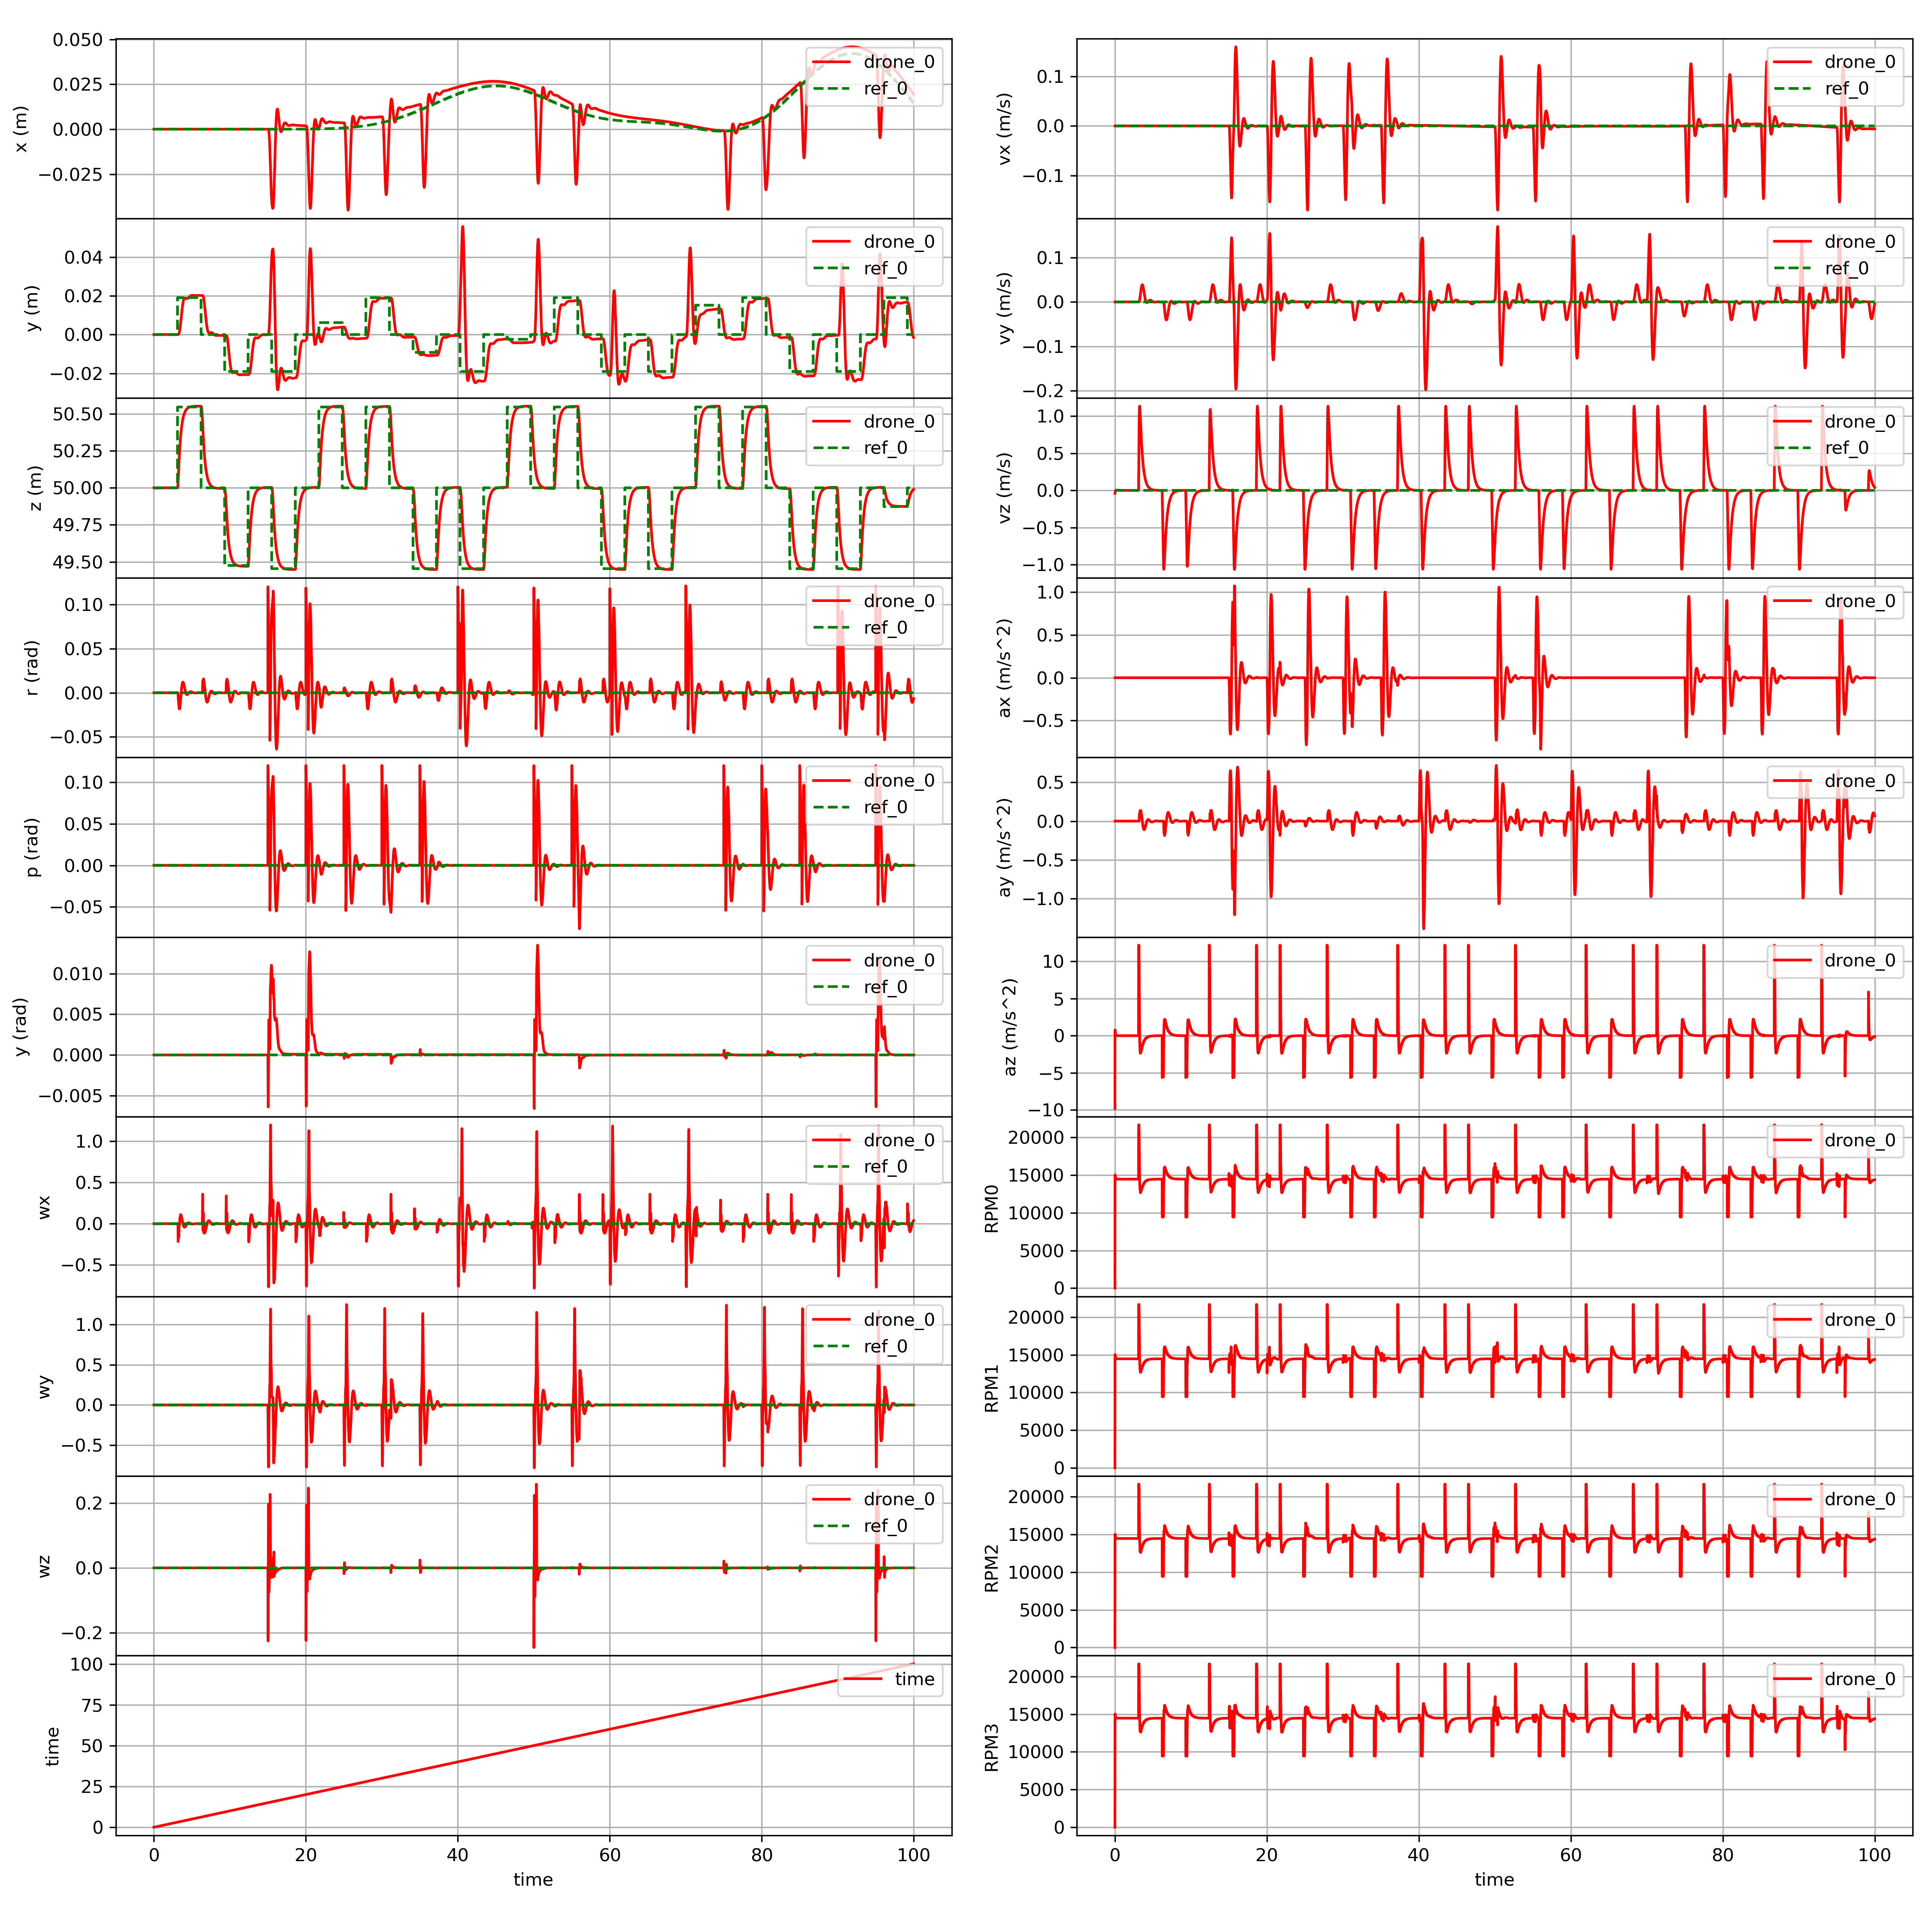 0.050
0.025
0.000
−0.025
x (m)
drone_0
ref_0
0.04
0.02
0.00
−0.02
y (m)
drone_0
ref_0
50.50
50.25
50.00
49.75
49.50
z (m)
drone_0
ref_0
0.10
0.05
0.00
−0.05
r (rad)
drone_0
ref_0
0.10
0.05
0.00
−0.05
p (rad)
drone_0
ref_0
0.010
0.005
0.000
−0.005
y (rad)
drone_0
ref_0
1.0
0.5
0.0
−0.5
wx
drone_0
ref_0
1.0
0.5
0.0
−0.5
wy
drone_0
ref_0
0.2
0.0
−0.2
wz
drone_0
ref_0
100
75
50
25
0
time
time
0 20 40 60 80 100
time
0.1
0.0
−0.1
vx (m/s)
drone_0
ref_0
0.1
0.0
−0.1
−0.2
vy (m/s)
drone_0
ref_0
1.0
0.5
0.0
−0.5
−1.0
vz (m/s)
drone_0
ref_0
1.0
0.5
0.0
−0.5
ax (m/s^2)
drone_0
0.5
0.0
−0.5
−1.0
ay (m/s^2)
drone_0
10
5
0
−5
−10
az (m/s^2)
drone_0
20000
15000
10000
5000
0
RPM0
drone_0
20000
15000
10000
5000
0
RPM1
drone_0
20000
15000
10000
5000
0
RPM2
drone_0
20000
15000
10000
5000
0
RPM3
drone_0
0 20 40 60 80 100
time